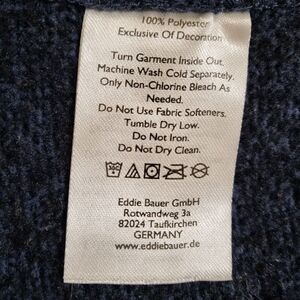 100% Polyester
Exclusive Of Decoration
Turn Garment Inside Out.
Machine Wash Cold Separately.
Only Non-Chlorine Bleach As
Needed.
Do Not Use Fabric Softeners.
Tumble Dry Low.
Do Not Iron.
Do Not Dry Clean.
Eddie Bauer GmbH
Rotwandweg 3a
82024 Taufkirchen
GERMANY
www.eddiebauer.de